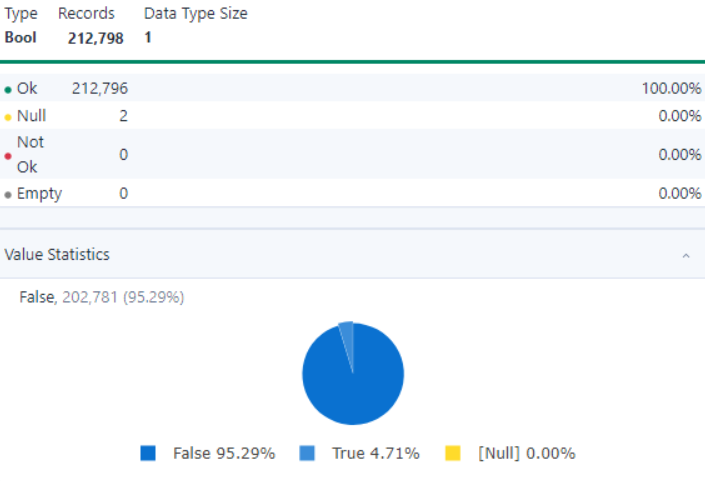 Type Records Data Type Size
Bool 212,798 1
Ok 212,796 100.00%
Null 2 0.00%
Not
Ok 0 0.00%
Empty 0 0.00%
Value Statistics
False, 202,781 (95.29%)
False 95.29% True 4.71% [Null] 0.00%